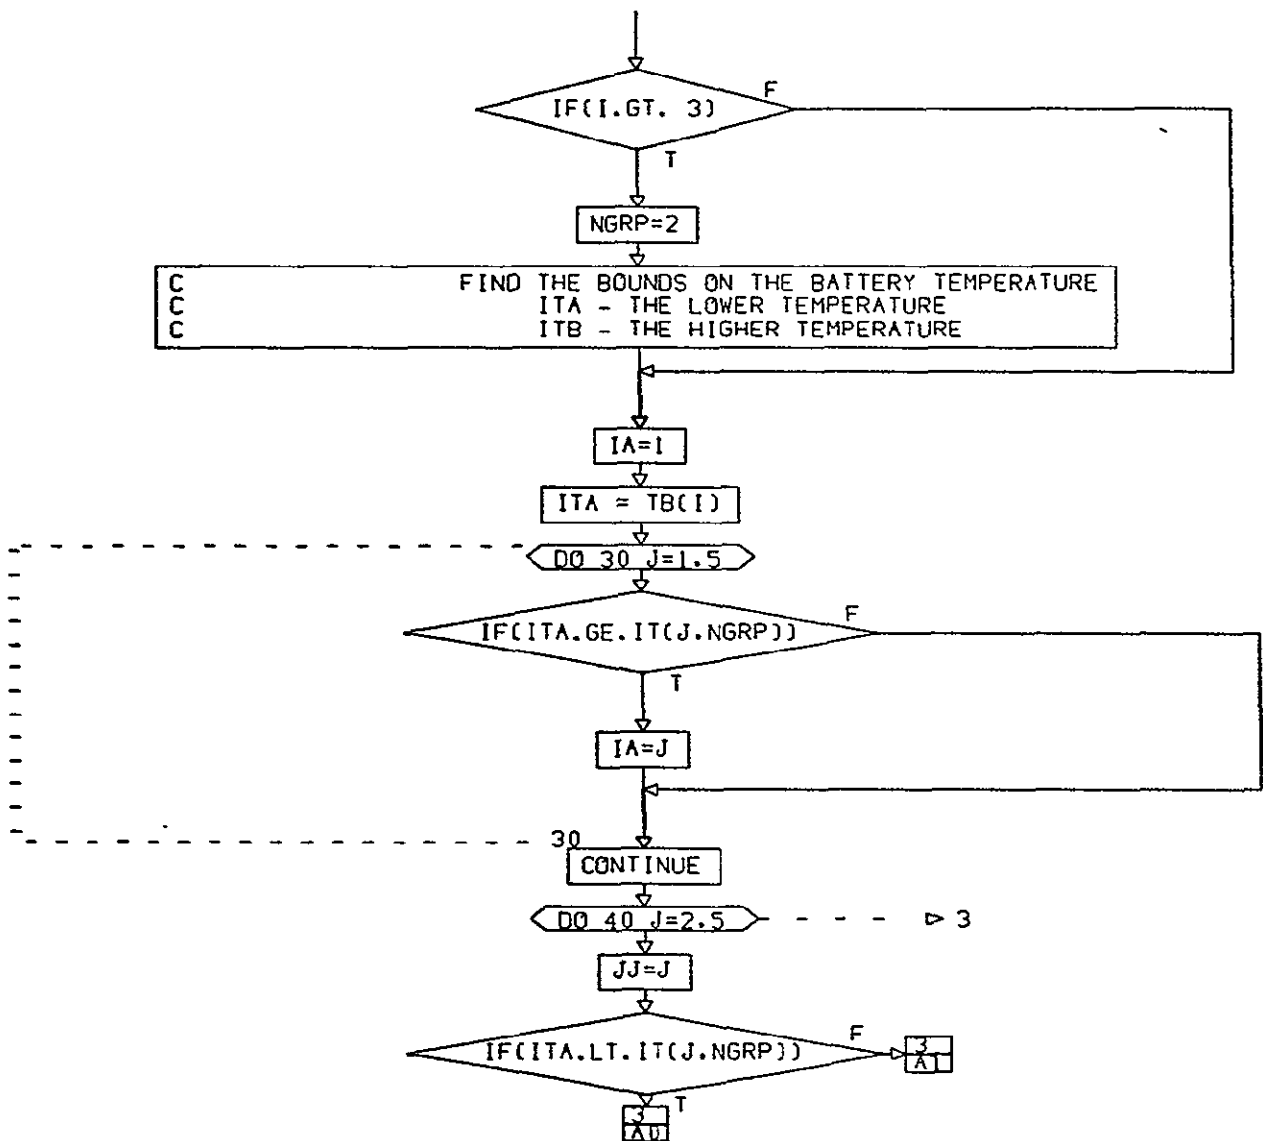 IF(I.GT. 3)
F
T
NGRP=2
C FIND THE BOUNDS ON THE BATTERY TEMPERATURE
C ITA - THE LOWER TEMPERATURE
C ITB - THE HIGHER TEMPERATURE
IA=1
ITA = TB(I)
DO 30 J=1.5
IF(ITA.GE.IT(J.NGRP))
F
T
IA=J
30
CONTINUE
DO 40 J=2.5
3
JJ=J
IF(ITA.LT.IT(J.NGRP))
F
3
A1
T
3
A0